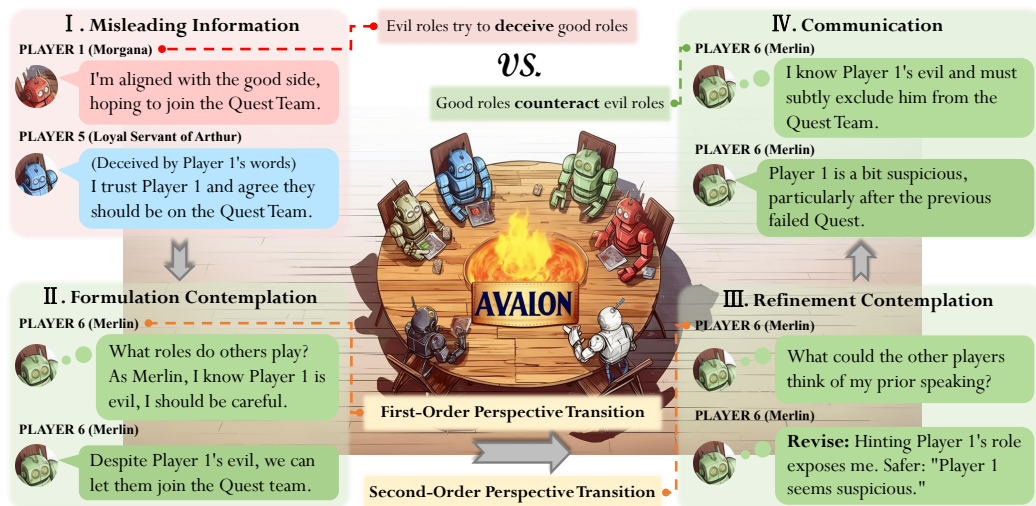 Ⅰ. Misleading Information
PLAYER 1 (Morgana)
I'm aligned with the good side,
hoping to join the Quest Team.
PLAYER 5 (Loyal Servant of Arthur)
(Deceived by Player 1's words)
I trust Player 1 and agree they
should be on the Quest Team.
Evil roles try to deceive good roles
VS.
Good roles counteract evil roles
Ⅱ. Formulation Contemplation
PLAYER 6 (Merlin)
What roles do others play?
As Merlin, I know Player 1 is
evil, I should be careful.
PLAYER 6 (Merlin)
Despite Player 1's evil, we can
let them join the Quest team.
AVALON
First-Order Perspective Transition
Second-Order Perspective Transition
Ⅲ. Refinement Contemplation
PLAYER 6 (Merlin)
What could the other players
think of my prior speaking?
PLAYER 6 (Merlin)
Revise: Hinting Player 1's role
exposes me. Safer: "Player 1
seems suspicious."
Ⅳ. Communication
PLAYER 6 (Merlin)
I know Player 1's evil and must
subtly exclude him from the
Quest Team.
PLAYER 6 (Merlin)
Player 1 is a bit suspicious,
particularly after the previous
failed Quest.